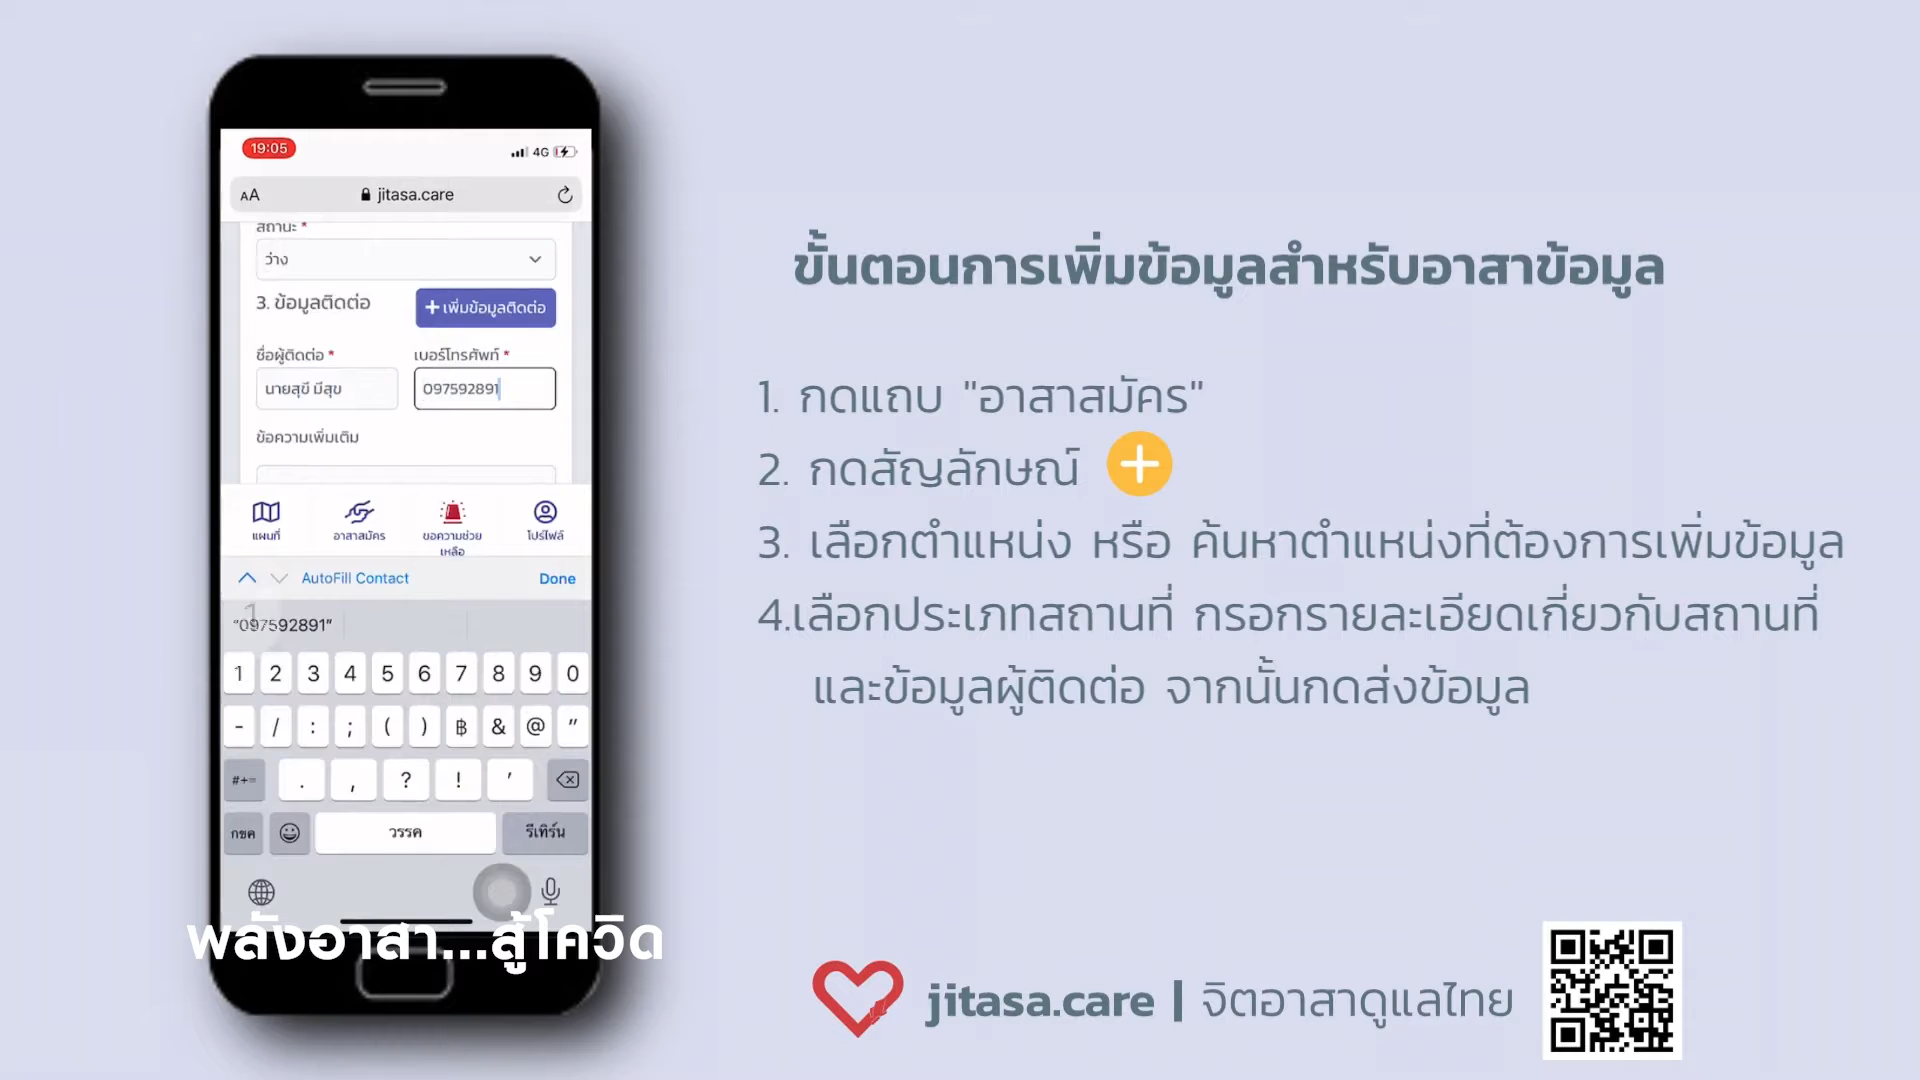 19:05
4G
AA
jitasa.care
สถานะ *
ว่าง
3. ข้อมูลติดต่อ
+ เพิ่มข้อมูลติดต่อ
ชื่อผู้ติดต่อ *
เบอร์โทรศัพท์ *
นายสุขี มีสุข
097592891
ข้อความเพิ่มเติม
แผนที่
อาสาสมัคร
ขอความช่วย
เหลือ
โปรไฟล์
AutoFill Contact
Done
1
"097592891"
1 2 3 4 5 6 7 8 9 0
- / : ; ( ) ฿ & @ "
#+= . , ? ! '
กขค
วรรค
รีเทิร์น
พลังอาสา...สู้โควิด
ขั้นตอนการเพิ่มข้อมูลสำหรับอาสาข้อมูล
1. กดแถบ "อาสาสมัคร"
2. กดสัญลักษณ์ +
3. เลือกตำแหน่ง หรือ ค้นหาตำแหน่งที่ต้องการเพิ่มข้อมูล
4.เลือกประเภทสถานที่ กรอกรายละเอียดเกี่ยวกับสถานที่
และข้อมูลผู้ติดต่อ จากนั้นกดส่งข้อมูล
jitasa.care | จิตอาสาดูแลไทย